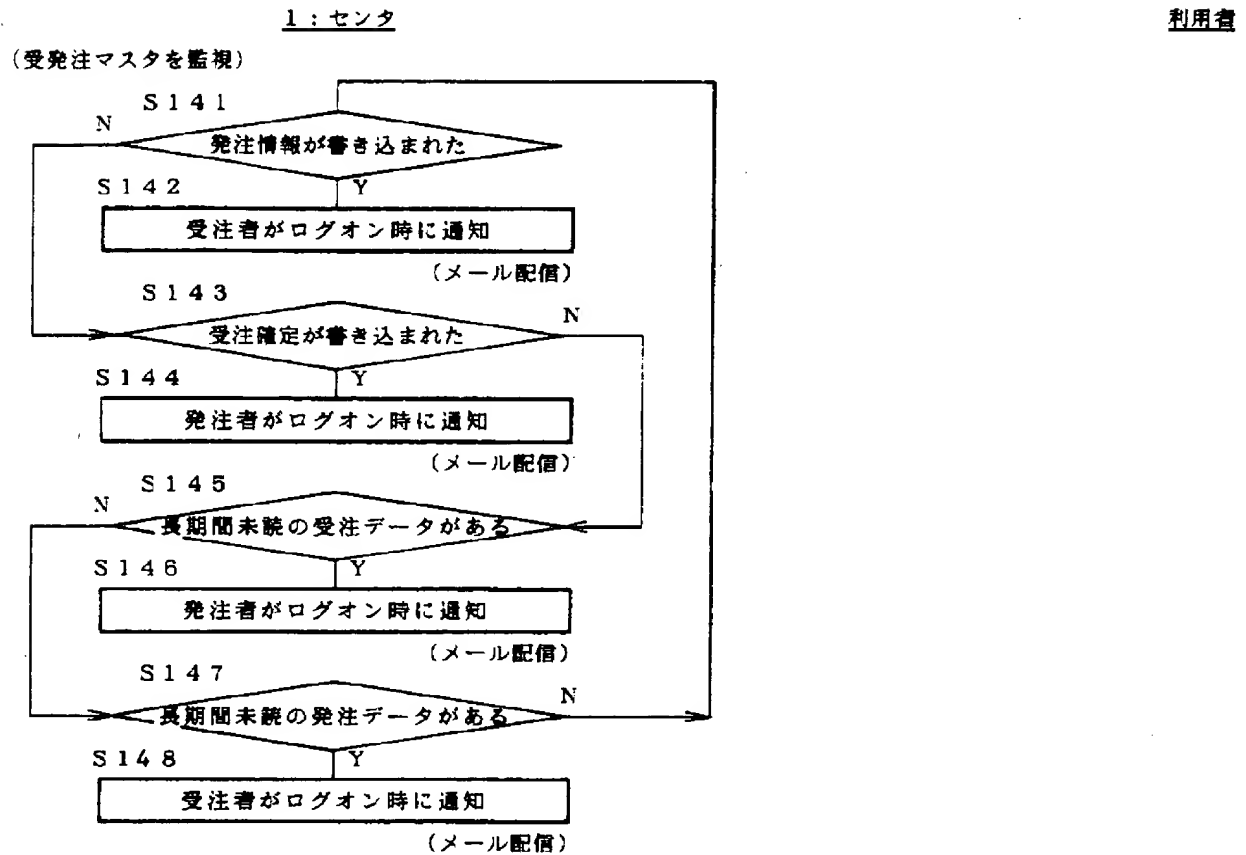 1：センタ
利用者
（受発注マスタを監視）
S141
N
発注情報が書き込まれた
S142
Y
受注者がログオン時に通知
（メール配信）
S143
N
受注確定が書き込まれた
S144
Y
発注者がログオン時に通知
（メール配信）
S145
N
長期間未読の受注データがある
S146
Y
発注者がログオン時に通知
（メール配信）
S147
N
長期間未読の発注データがある
S148
Y
受注者がログオン時に通知
（メール配信）